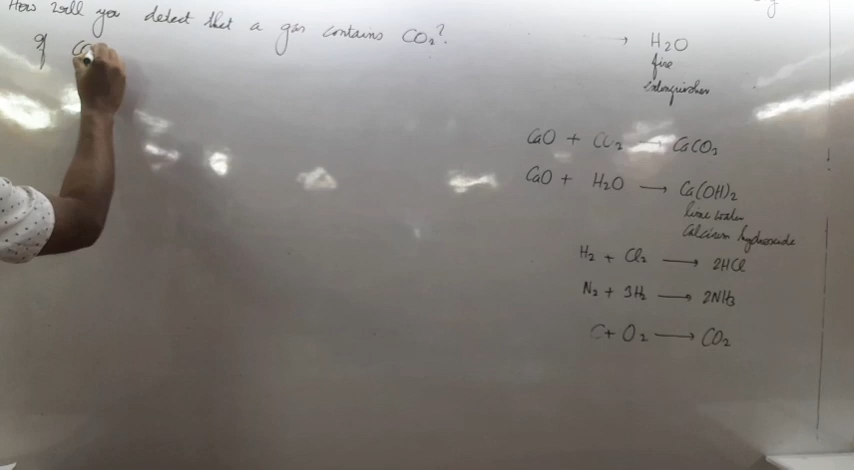 How will you detect that a gas contains CO₂?
If
→ H₂O
fire
extinguisher
CaO + CO₂ → CaCO₃
CaO + H₂O → Ca(OH)₂
lime water
Calcium hydroxide
H₂ + Cl₂ → 2HCl
N₂ + 3H₂ → 2NH₃
C + O₂ → CO₂